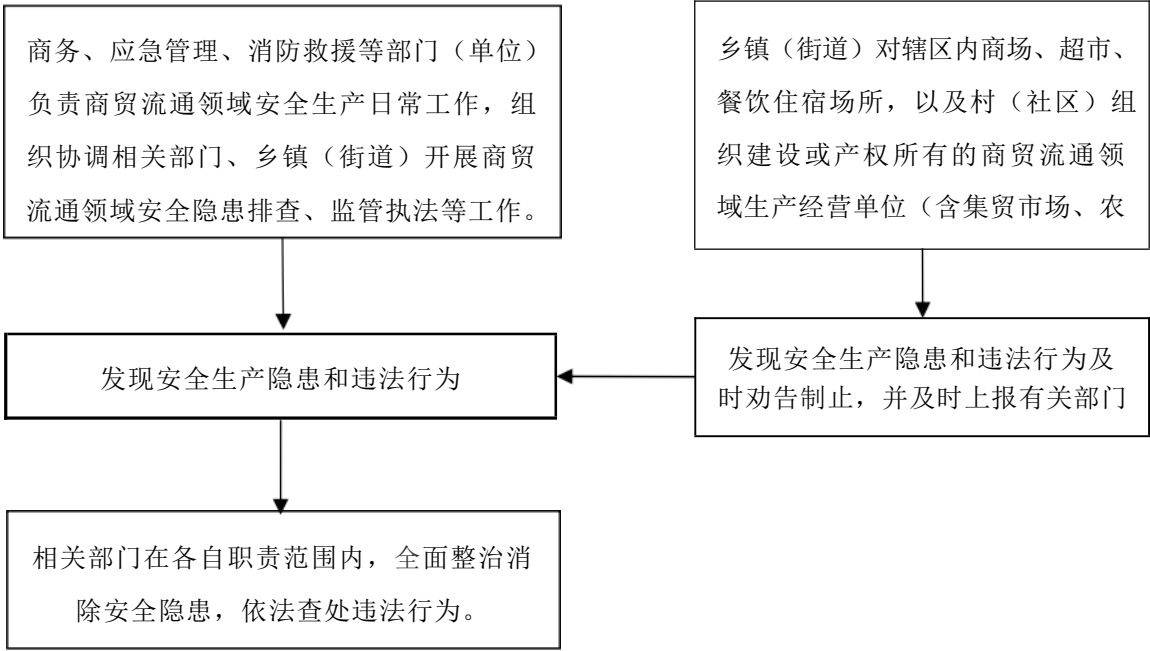 商务、应急管理、消防救援等部门（单位）
负责商贸流通领域安全生产日常工作，组
织协调相关部门、乡镇（街道）开展商贸
流通领域安全隐患排查、监管执法等工作。
乡镇（街道）对辖区内商场、超市、
餐饮住宿场所，以及村（社区）组
织建设或产权所有的商贸流通领
域生产经营单位（含集贸市场、农
发现安全生产隐患和违法行为
发现安全生产隐患和违法行为及
时劝告制止，并及时上报有关部门
相关部门在各自职责范围内，全面整治消
除安全隐患，依法查处违法行为。